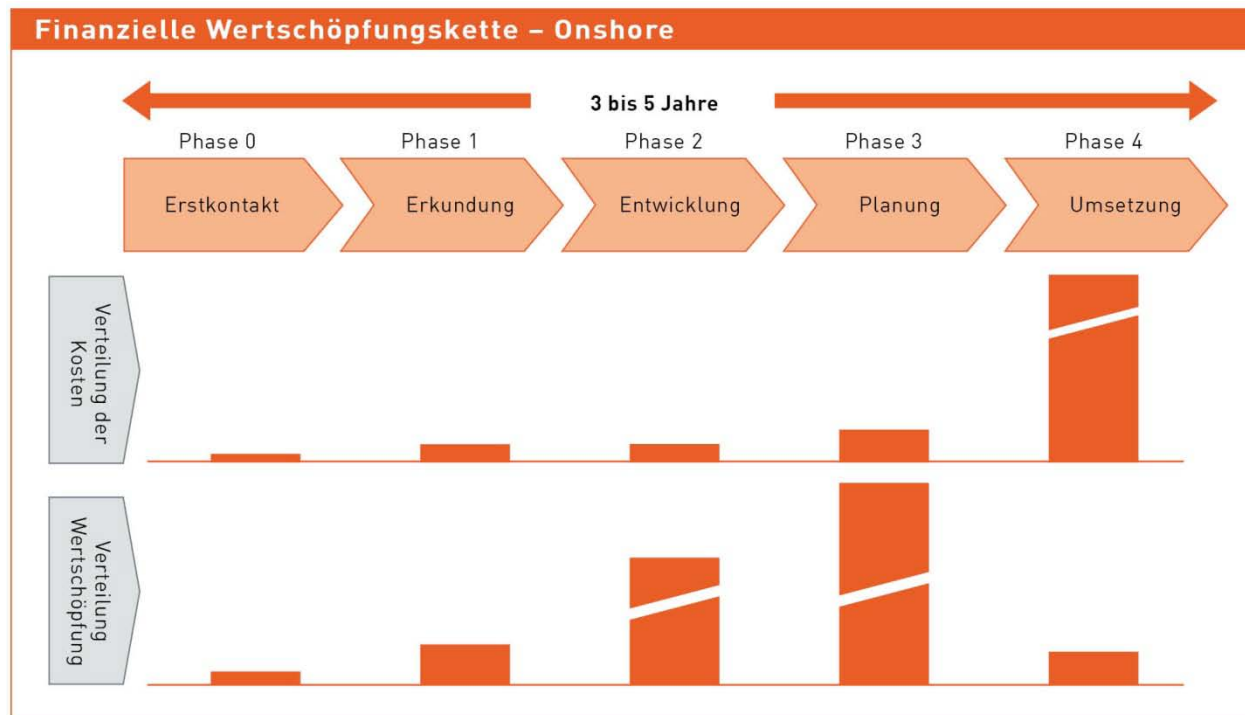 Finanzielle Wertschöpfungskette – Onshore
3 bis 5 Jahre
Phase 0
Phase 1
Phase 2
Phase 3
Phase 4
Erstkontakt
Erkundung
Entwicklung
Planung
Umsetzung
Verteilung der
Kosten
Verteilung
Wertschöpfung